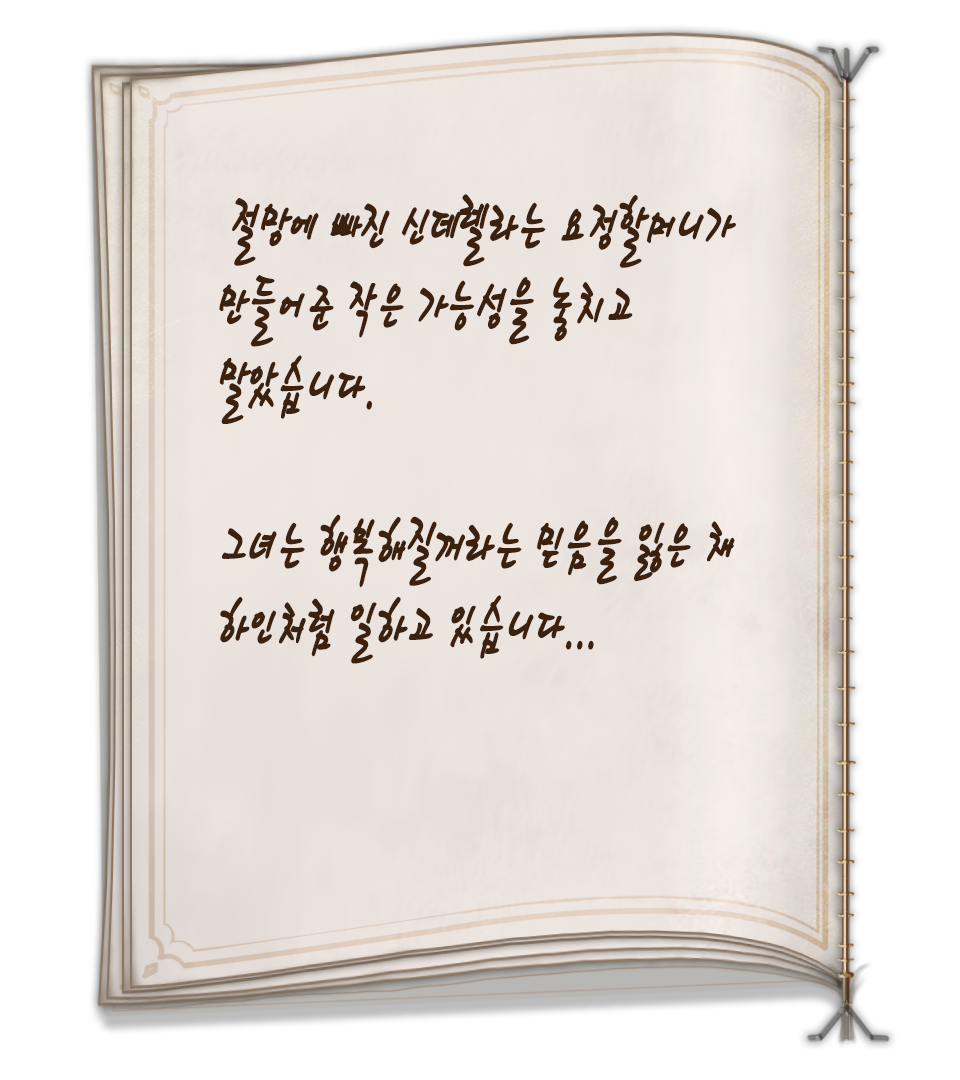 절망에 빠진 신데렐라는 요정할머니가
만들어준 작은 가능성을 놓치고
말았습니다.
그녀는 행복해질꺼라는 믿음을 잃은 채
하인처럼 일하고 있습니다...